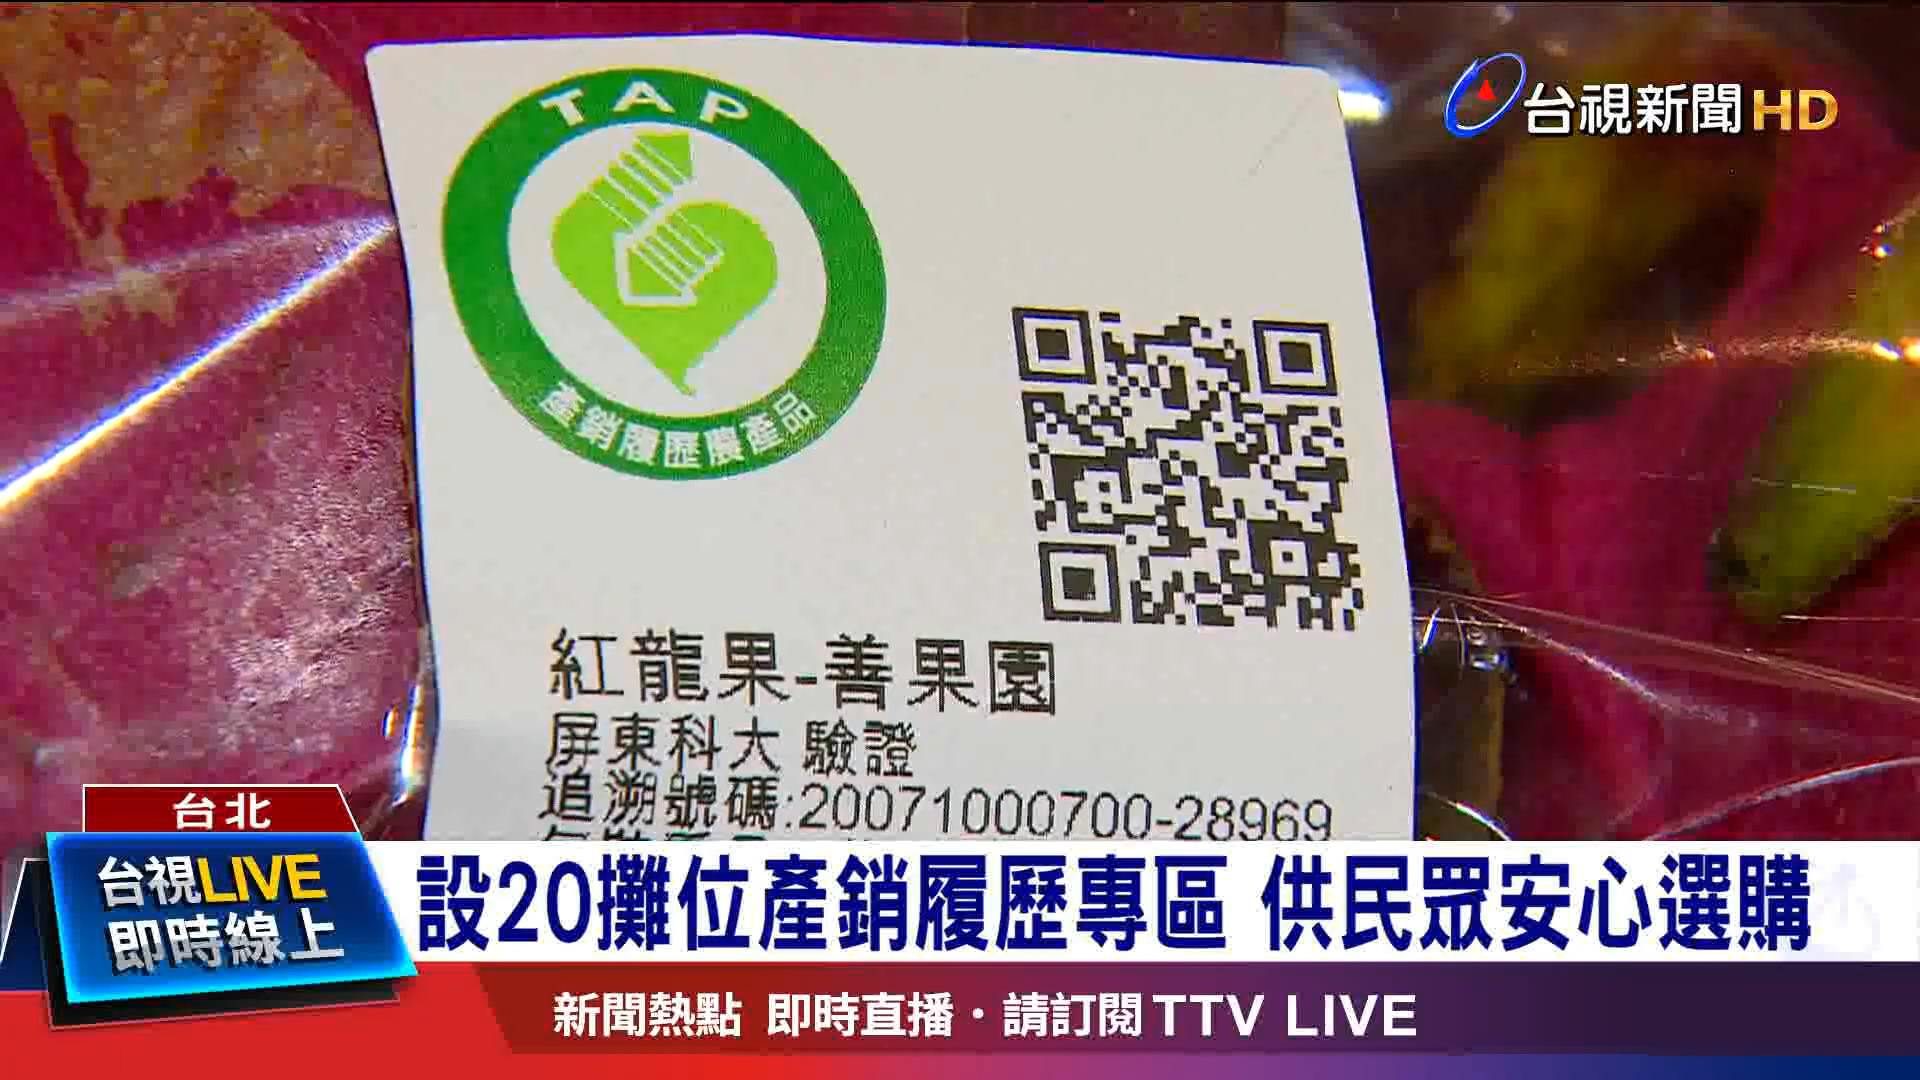 TAP
產銷履歷農產品
台視新聞HD
紅龍果-善果園
屏東科大 驗證
追溯號碼:20071000700-28969
台北
台視LIVE
即時線上
設20攤位產銷履歷專區 供民眾安心選購
新聞熱點 即時直播・請訂閱TTV LIVE